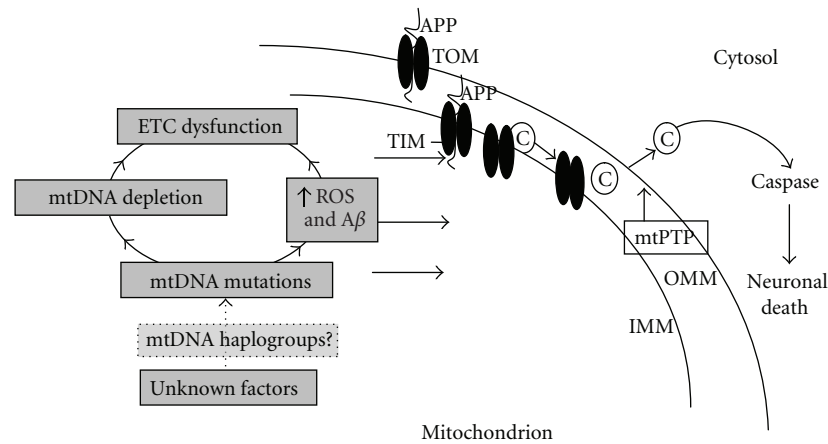 APP
TOM
Cytosol
APP
ETC dysfunction
TIM
C
C
C
mtDNA depletion
↑ ROS
and Aβ
Caspase
mtPTP
mtDNA mutations
OMM
Neuronal
death
IMM
mtDNA haplogroups?
Unknown factors
Mitochondrion